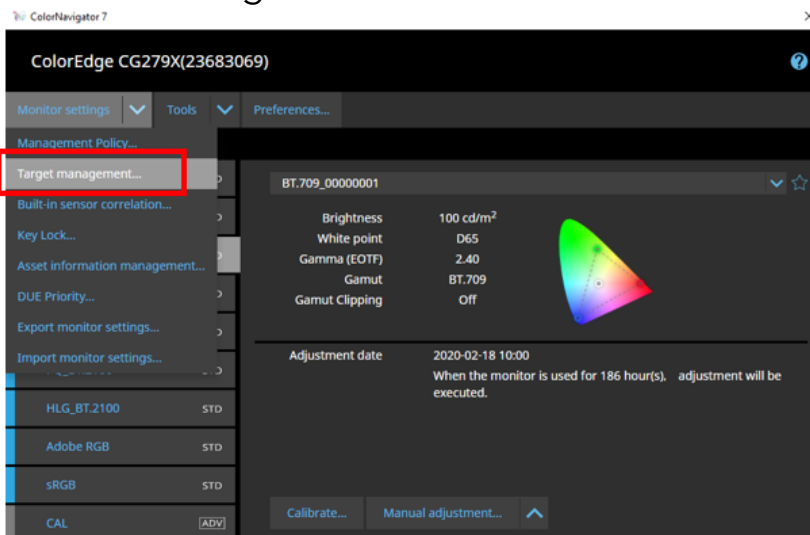 ColorNavigator 7
ColorEdge CG279X(23683069)
Monitor settings Tools Preferences...
Management Policy...
Target management...
Built-in sensor correlation...
Key Lock...
Asset information management...
DUE Priority...
Export monitor settings...
Import monitor settings...
HLG_BT.2100 STD
Adobe RGB STD
sRGB STD
CAL ADV
BT.709_00000001
Brightness 100 cd/m²
White point D65
Gamma (EOTF) 2.40
Gamut BT.709
Gamut Clipping Off
Adjustment date 2020-02-18 10:00
When the monitor is used for 186 hour(s), adjustment will be
executed.
Calibrate... Manual adjustment...